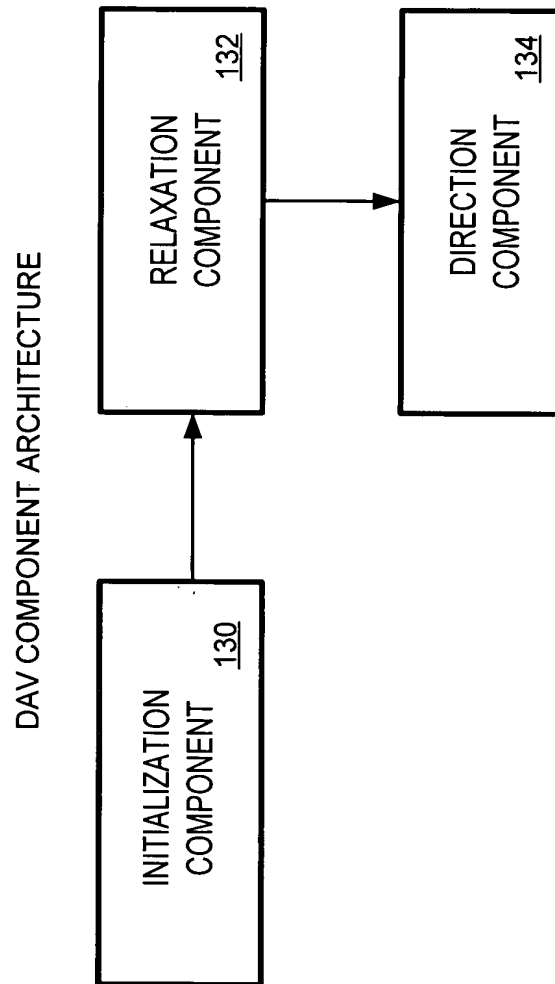 DAV COMPONENT ARCHITECTURE
INITIALIZATION
COMPONENT
130
RELAXATION
COMPONENT
132
DIRECTION
COMPONENT
134